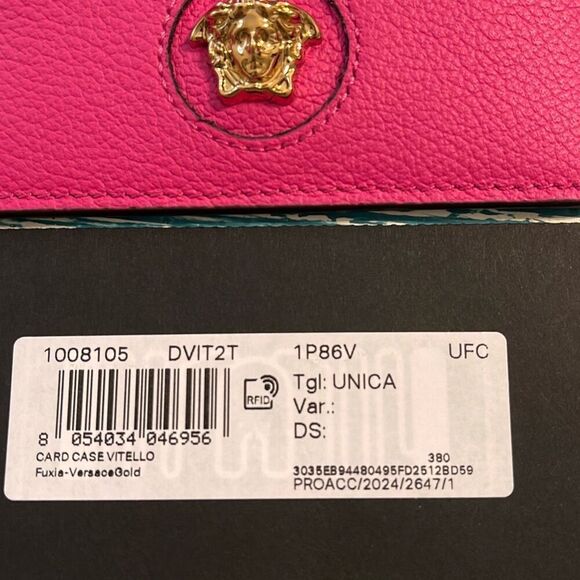 1008105 DVIT2T 1P86V UFC
RFID
Tgl: UNICA
Var.:
DS:
8 054034 046956
CARD CASE VITELLO
Fuxia-VersaceGold
380
3035EB94480495FD2512BD59
PROACC/2024/2647/1